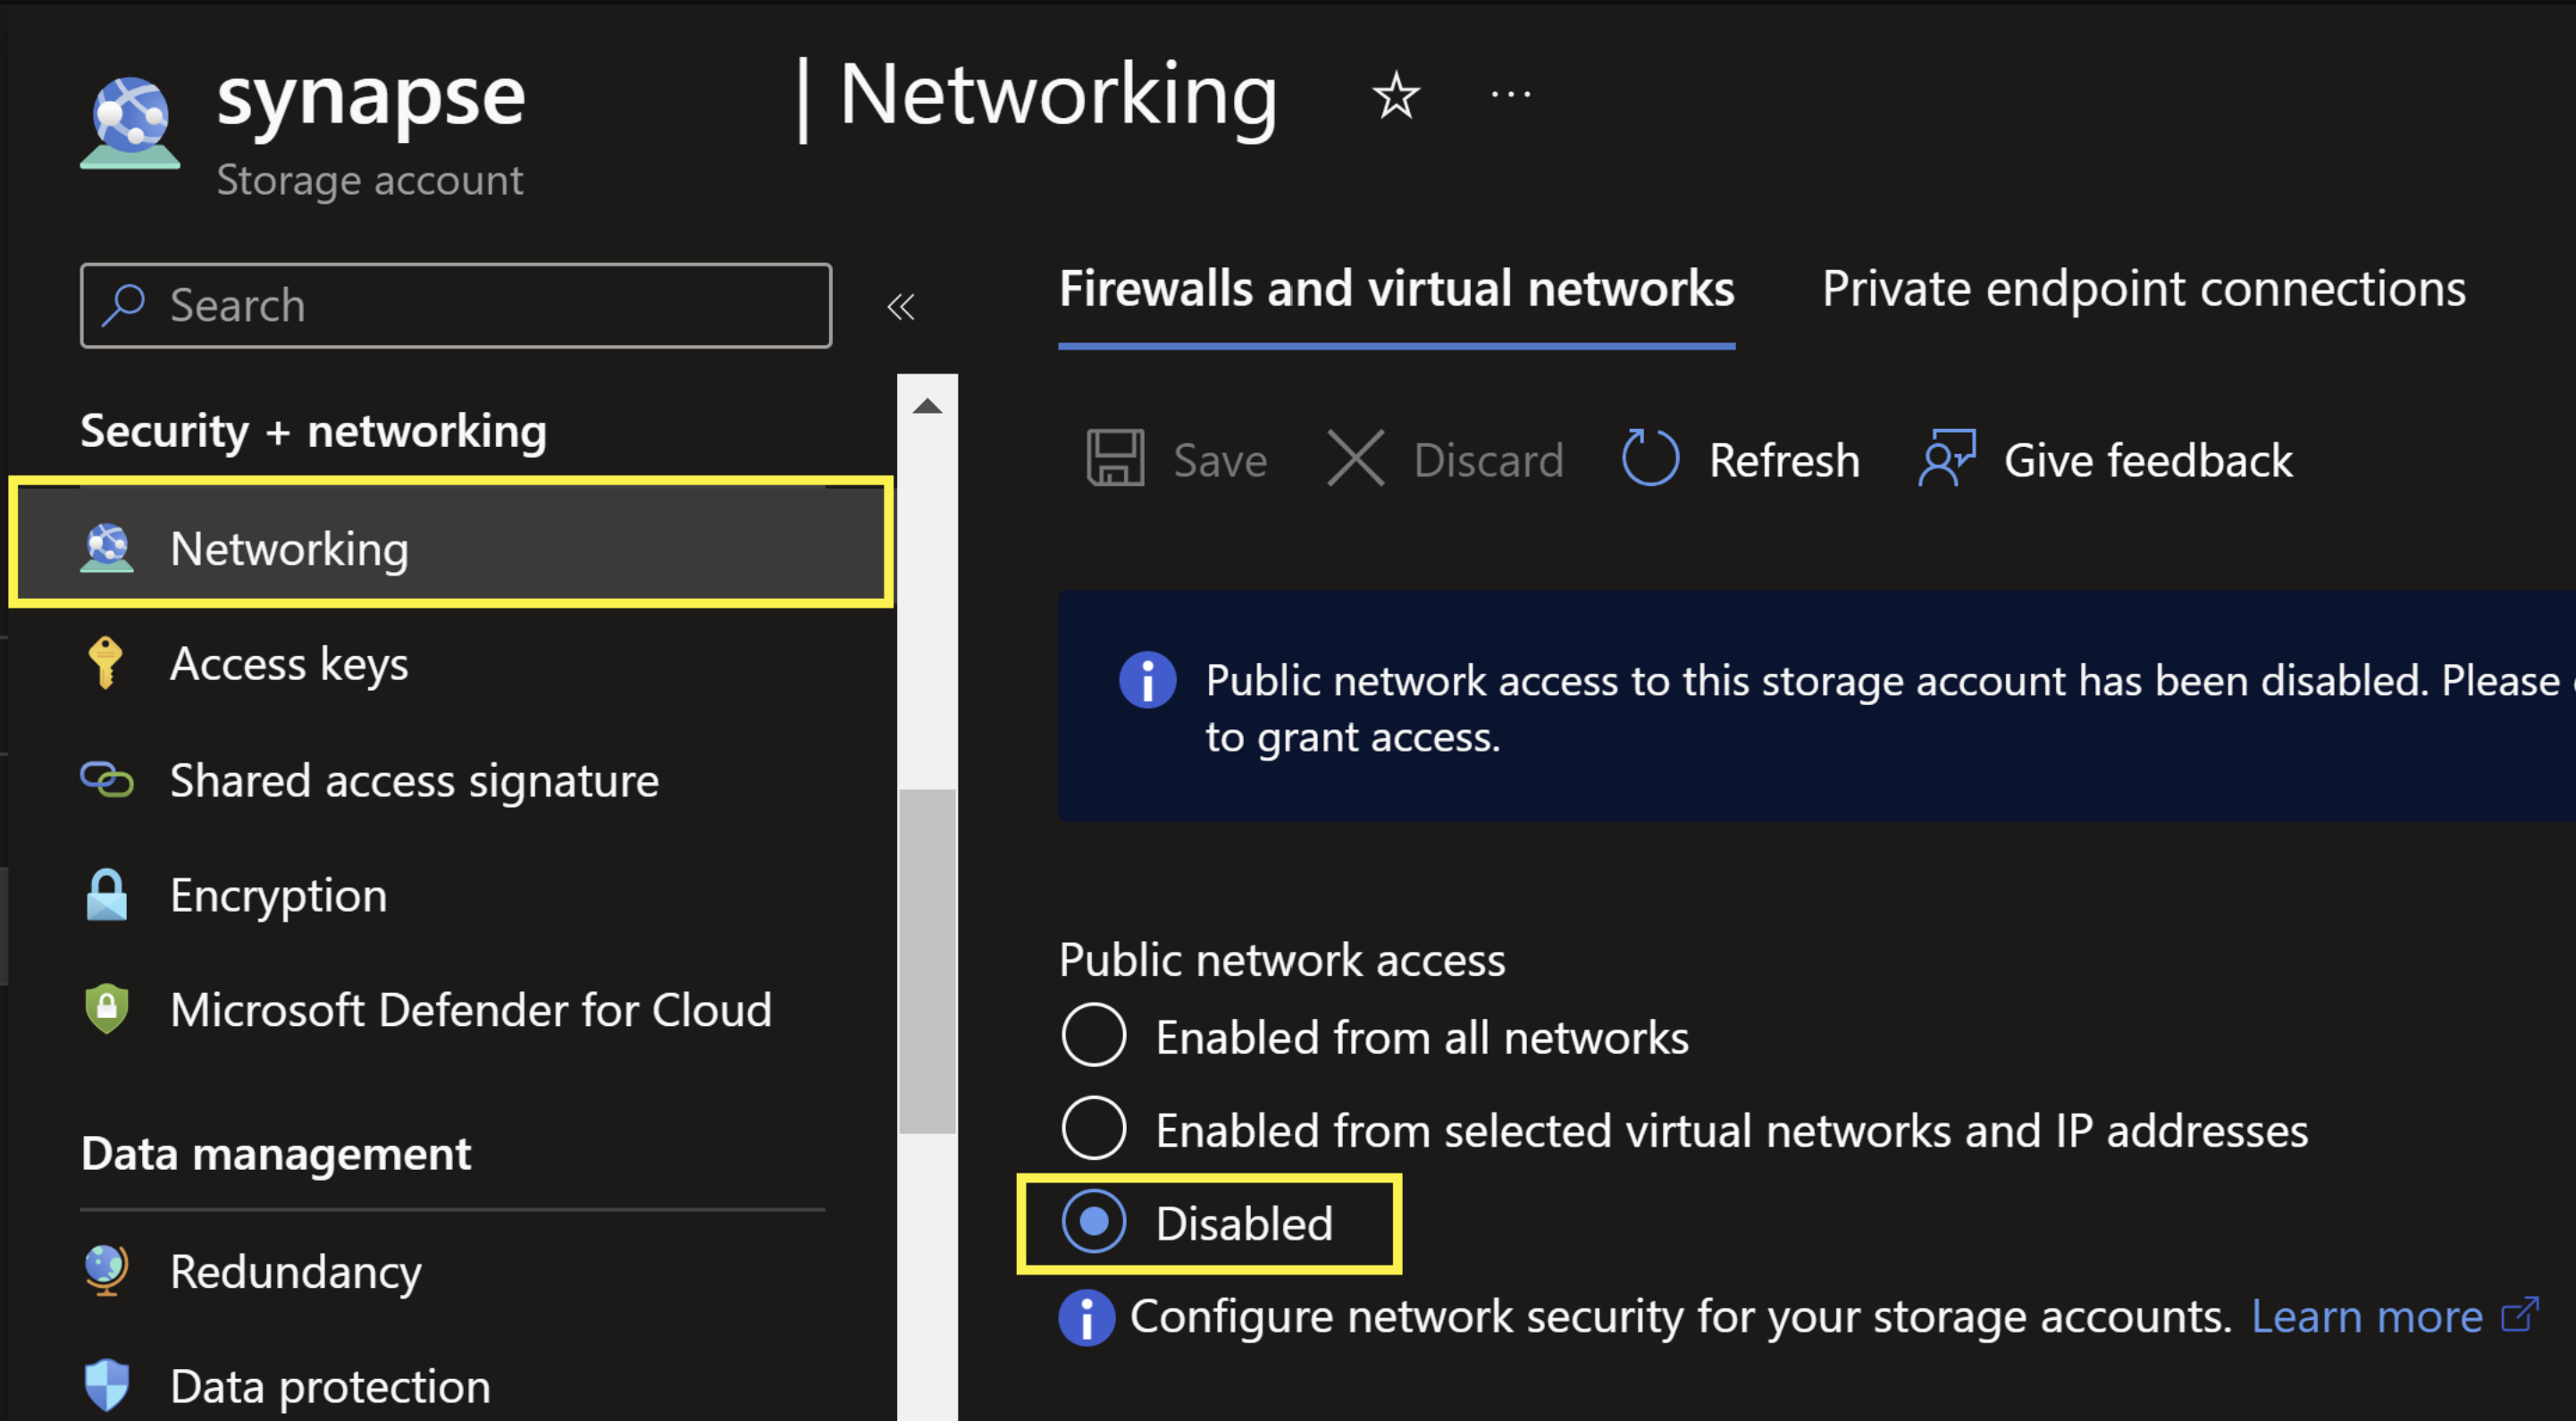 synapse | Networking ...
Storage account
Search
Firewalls and virtual networks
Private endpoint connections
Security + networking
Networking
Access keys
Shared access signature
Encryption
Microsoft Defender for Cloud
Data management
Redundancy
Data protection
Save
Discard
Refresh
Give feedback
Public network access to this storage account has been disabled. Please
to grant access.
Public network access
Enabled from all networks
Enabled from selected virtual networks and IP addresses
Disabled
Configure network security for your storage accounts. Learn more